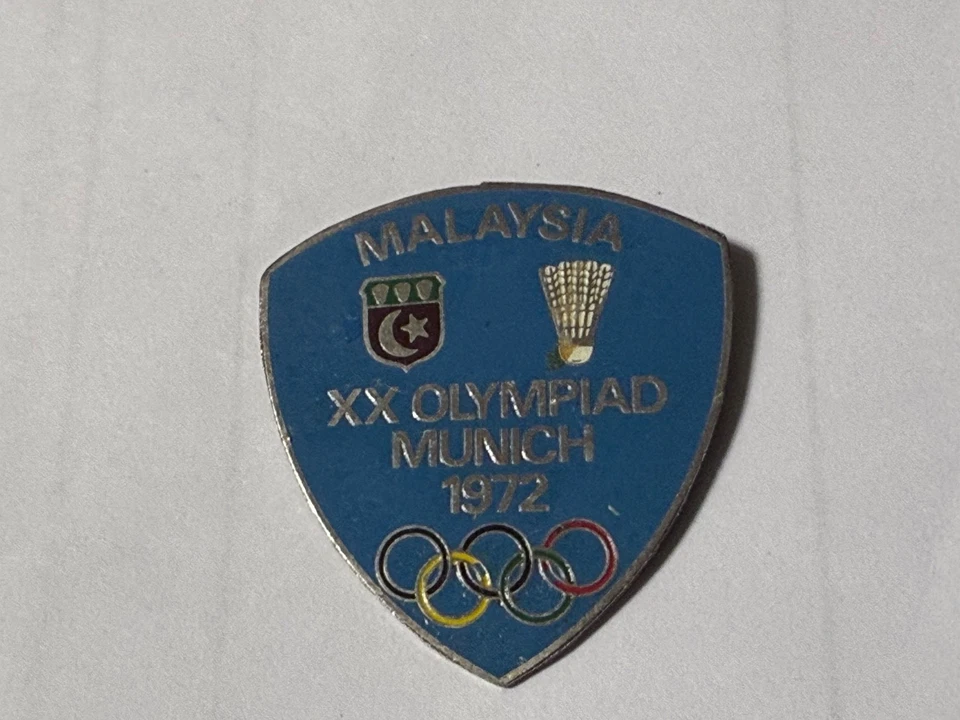 MALAYSIA
XX OLYMPIAD
MUNICH
1972